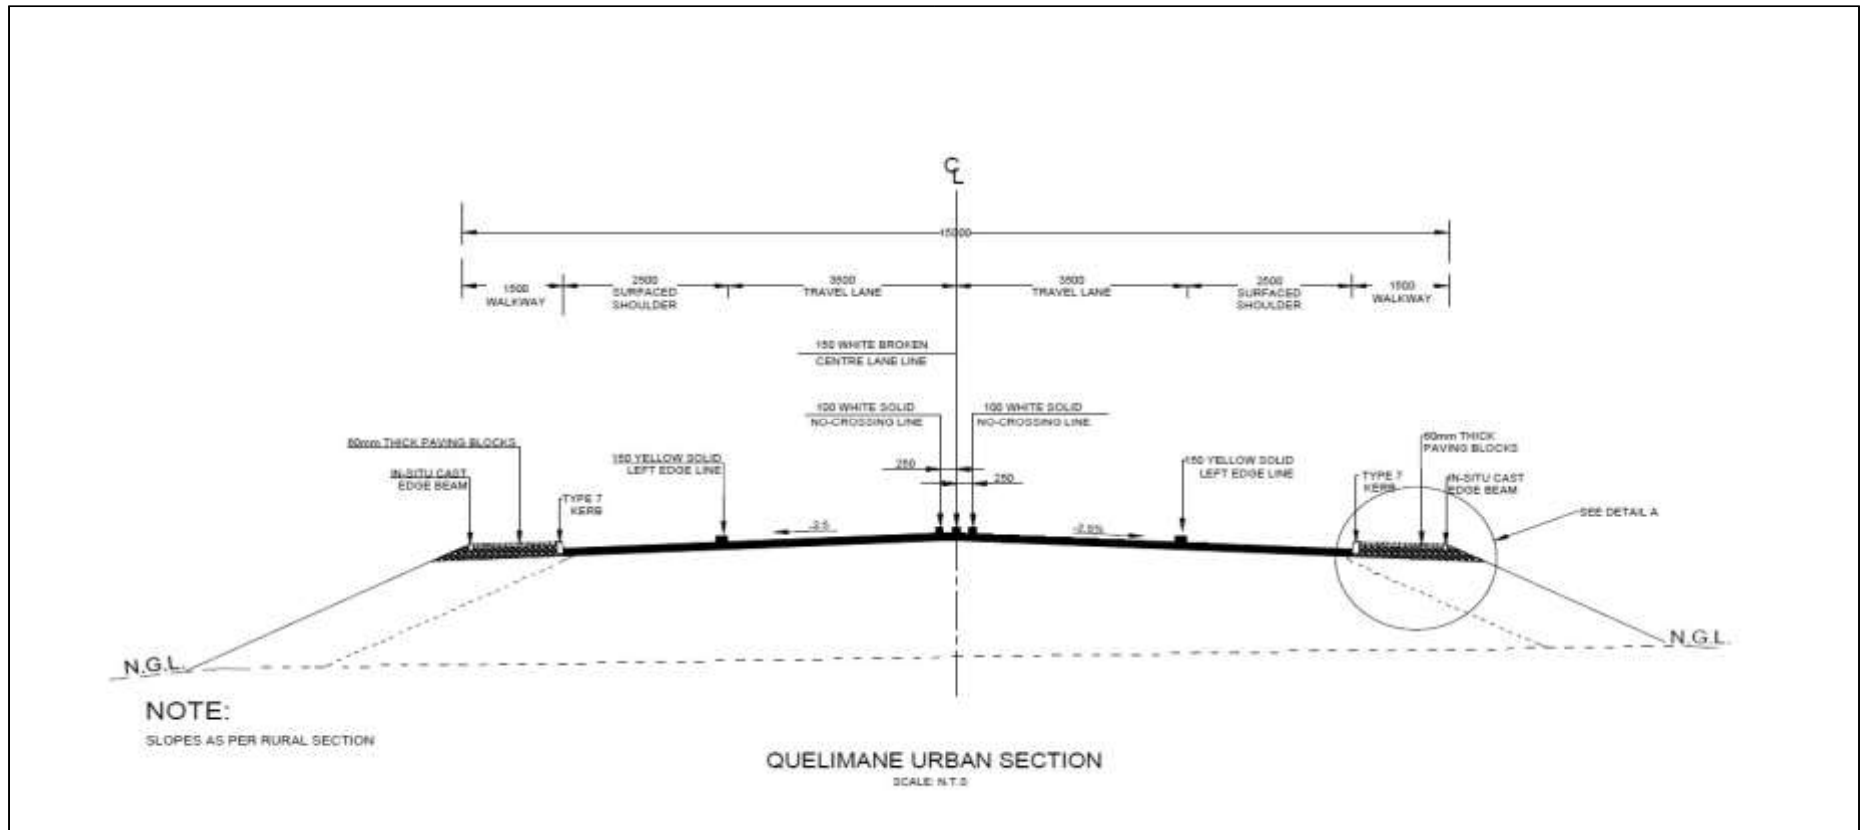 CL
15000
1500
WALKWAY
2500
SURFACED
SHOULDER
3500
TRAVEL LANE
3500
TRAVEL LANE
2500
SURFACED
SHOULDER
1500
WALKWAY
150 WHITE BROKEN
CENTRE LANE LINE
100 WHITE SOLID
NO-CROSSING LINE
100 WHITE SOLID
NO-CROSSING LINE
60mm THICK PAVING BLOCKS
IN-SITU CAST
EDGE BEAM
150 YELLOW SOLID
LEFT EDGE LINE
TYPE 7
KERB
250
250
150 YELLOW SOLID
LEFT EDGE LINE
60mm THICK
PAVING BLOCKS
TYPE 7
KERB
IN-SITU CAST
EDGE BEAM
SEE DETAIL A
-2.5%
N.G.L.
N.G.L.
NOTE:
SLOPES AS PER RURAL SECTION
QUELIMANE URBAN SECTION
SCALE: N.T.S